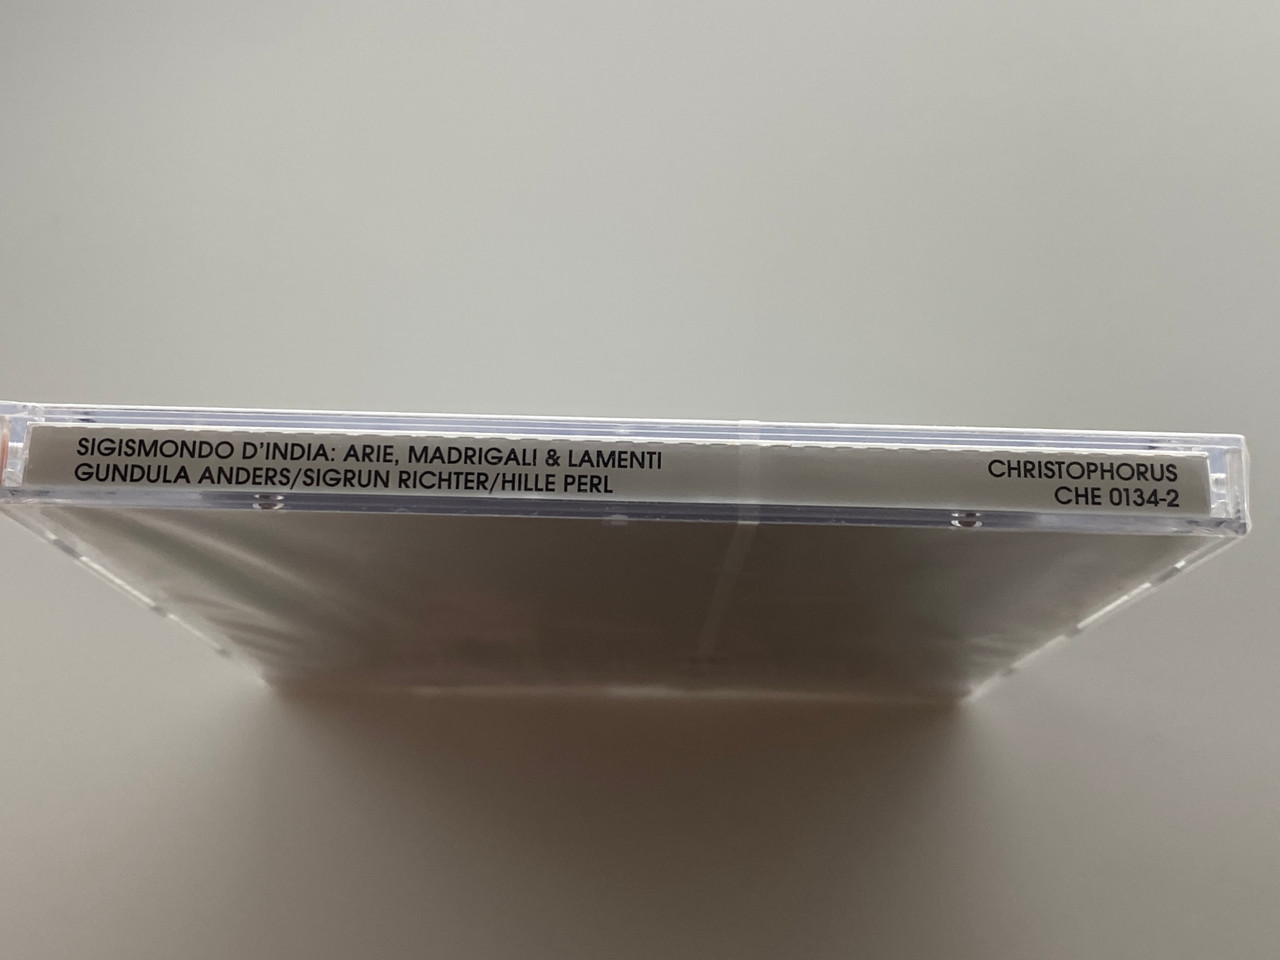 SIGISMONDO D'INDIA: ARIE, MADRIGALI & LAMENTI
GUNDULA ANDERS/SIGRUN RICHTER/HILLE PERL
CHRISTOPHORUS
CHE 0134-2